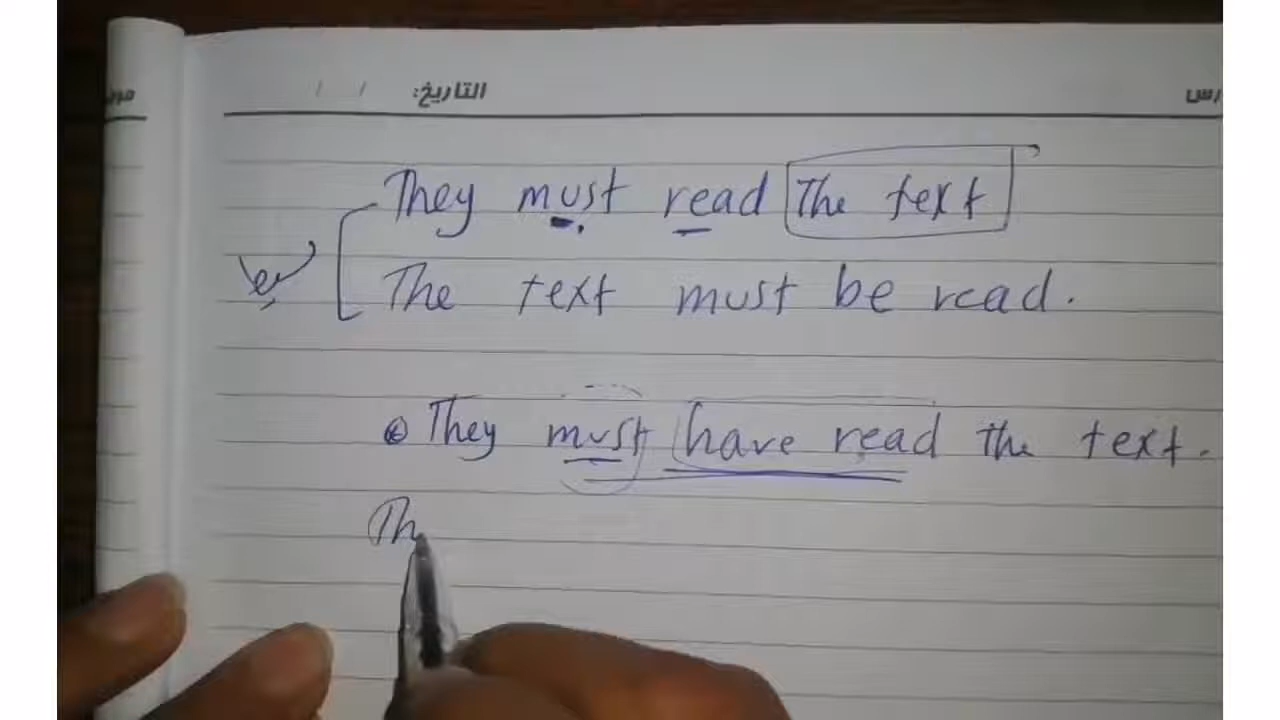 التاريخ: / /
They must read The text
The text must be read.
They must have read the text.
Th